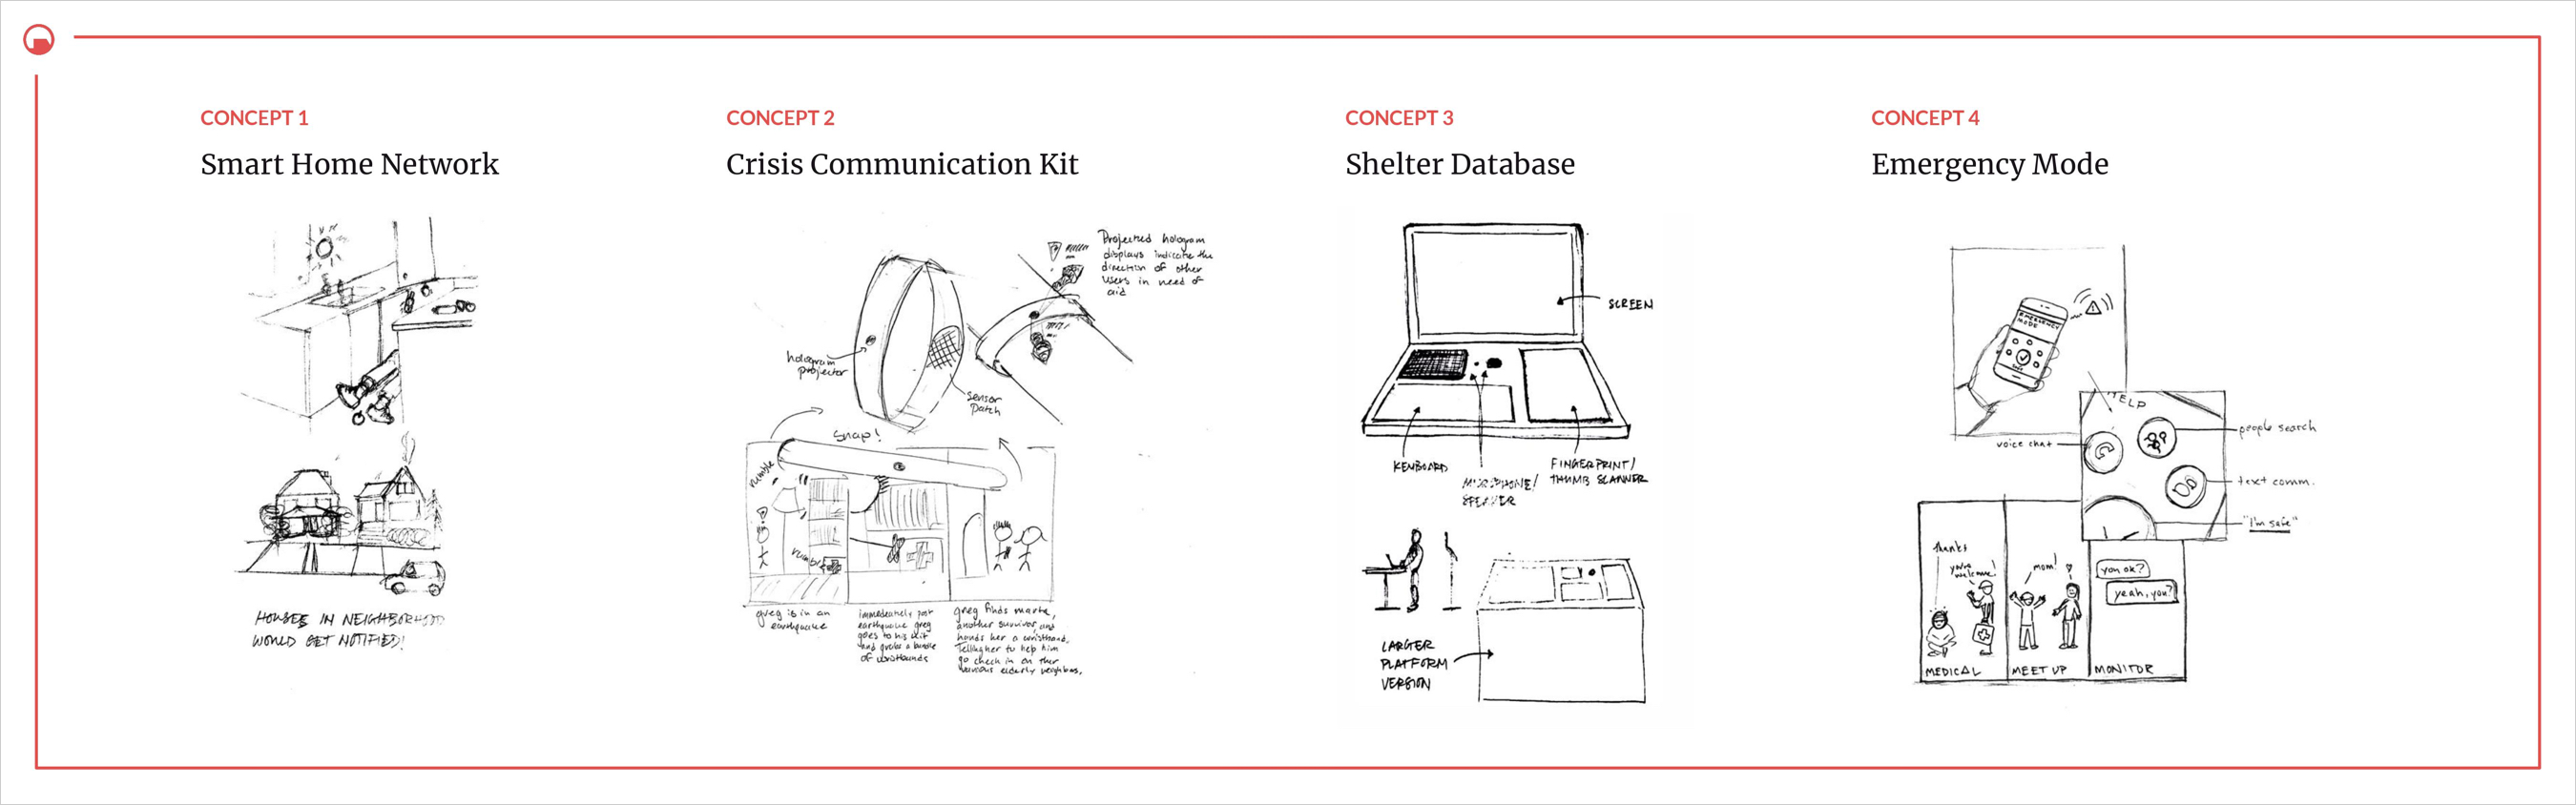 CONCEPT 1
Smart Home Network
HOUSES IN NEIGHBORHOOD
WOULD GET NOTIFIED!
CONCEPT 2
Crisis Communication Kit
Projected hologram
displays indicate the
direction of other
users in need of
aid
hologram
projector
sensor
patch
snap!
rumble
rumble
greg is in an
earthquake
immediately post
earthquake greg
goes to his kit
and grabs a bundle
of wristbands
greg finds
another survivor, and
hands her a wristband.
Telling her to help him
go check in on their
various elderly neighbors.
CONCEPT 3
Shelter Database
SCREEN
KEYBOARD
MICROPHONE/
SPEAKER
FINGERPRINT/
THUMB SCANNER
LARGER
PLATFORM
VERSION
CONCEPT 4
Emergency Mode
EMERGENCY
MODE
HELP
voice chat
people search
text comm.
"I'm safe"
thanks
you're
welcome!
MEDICAL
mom!
MEET UP
you ok?
yeah, you?
MONITOR